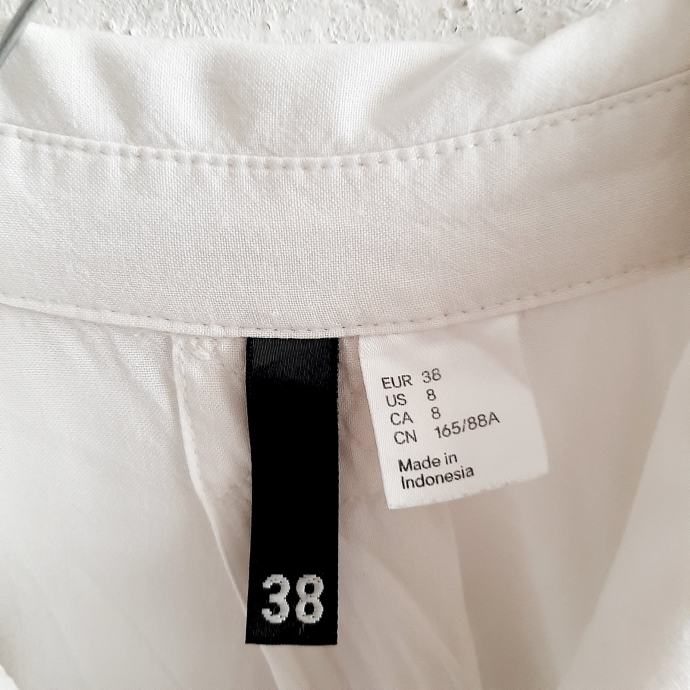 EUR 38
US 8
CA 8
CN 165/88A
Made in
Indonesia
38